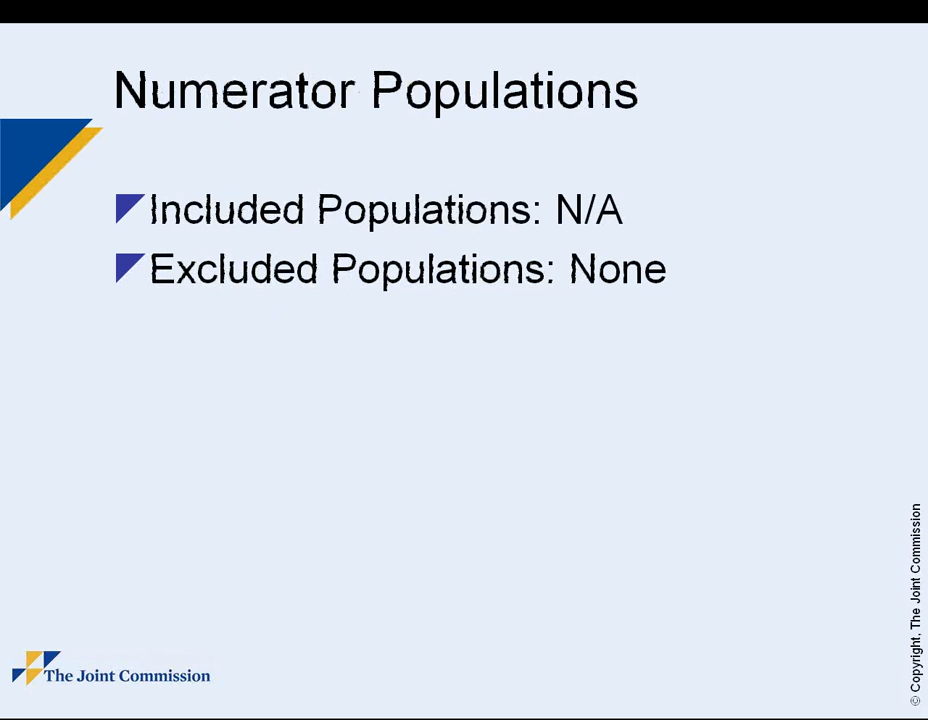 Numerator Populations
Included Populations: N/A
Excluded Populations: None
The Joint Commission
© Copyright, The Joint Commission